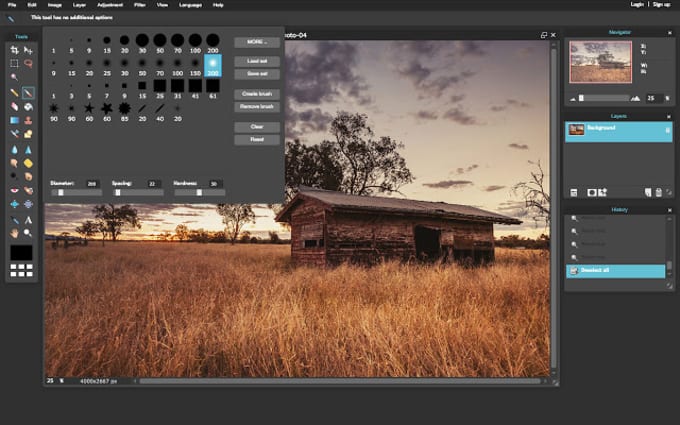 File Edit Image Layer Adjustment Filter View Language Help Login | Sign up
This tool has no additional options
Tools
1 5 9 15 20 30 50 70 100 200
9 15 20 25 30 50 70 100 150 200
1 3 5 7 9 15 25 31 41 61
90 90 60 60 85 20 40 20
MORE ..
Load set
Save set
Create brush
Remove brush
Clear
Reset
Diameter: 200 Spacing: 22 Hardness: 50
oto-04
25 % 4000x2667 px
Navigator
X:
Y:
W:
H:
25 %
Layers
Background
History
Deselect all